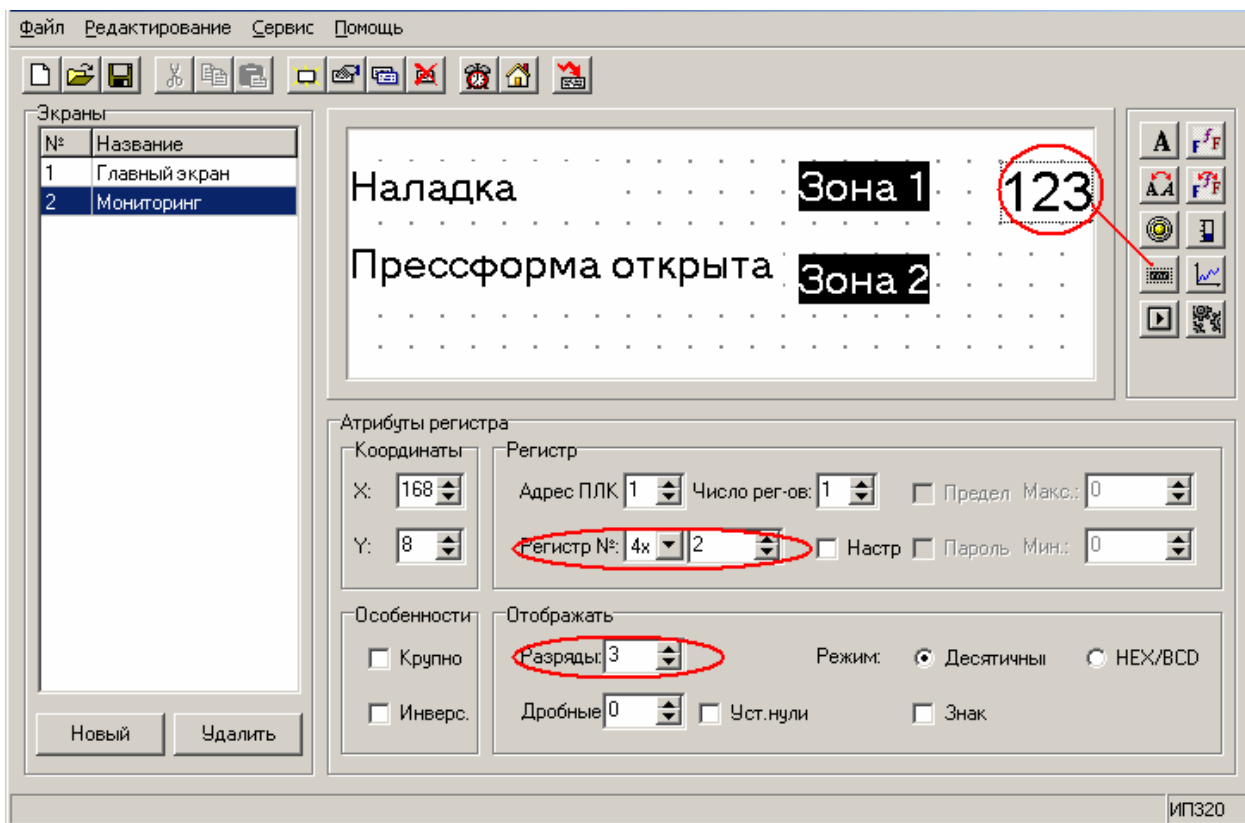 Файл Редактирование Сервис Помощь
Экраны
№ Название
1 Главный экран
2 Мониторинг
Новый Удалить
Наладка Зона 1 123
Прессформа открыта Зона 2
A F f F
A.A F F
Атрибуты регистра
Координаты
X: 168
Y: 8
Регистр
Адрес ПЛК 1 Число рег-ов: 1 Предел Макс.: 0
Регистр №: 4x 2 Настр Пароль Мин.: 0
Особенности
Крупно
Инверс.
Отображать
Разряды: 3 Режим: Десятичны HEX/BCD
Дробные 0 Уст.нули Знак
ИП320